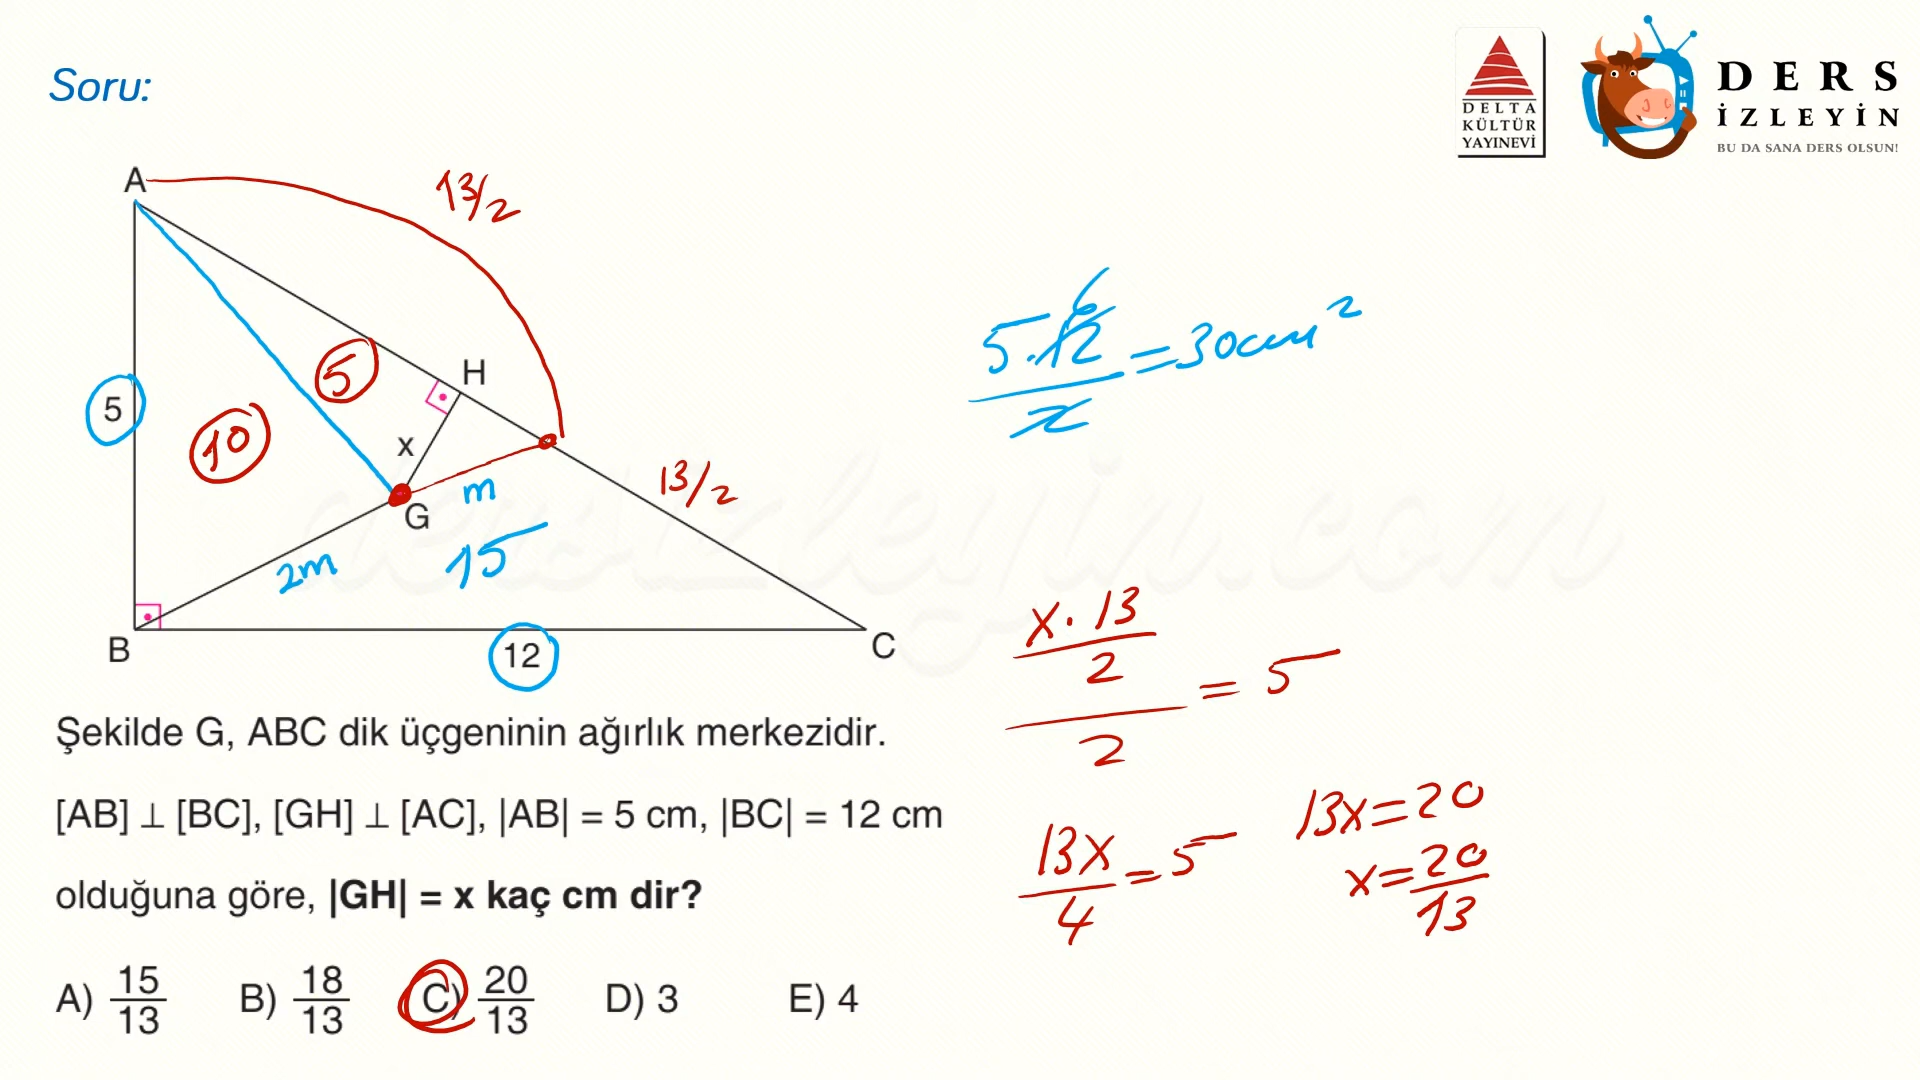 Soru:
DELTA
KÜLTÜR
YAYINEVİ
DERS
İZLEYİN
BU DA SANA DERS OLSUN!
A
13/2
5
H
5
10
x
13/2
G
m
2m
15
B
12
C
5.12 6
/2 = 30cm²
x.13
2
2
= 5
13x/4 = 5
13x=20
x=20/13
dersizleyin.com
Şekilde G, ABC dik üçgeninin ağırlık merkezidir.
[AB] ⊥ [BC], [GH] ⊥ [AC], |AB| = 5 cm, |BC| = 12 cm
olduğuna göre, |GH| = x kaç cm dir?
A) 15/13 B) 18/13 C) 20/13 D) 3 E) 4